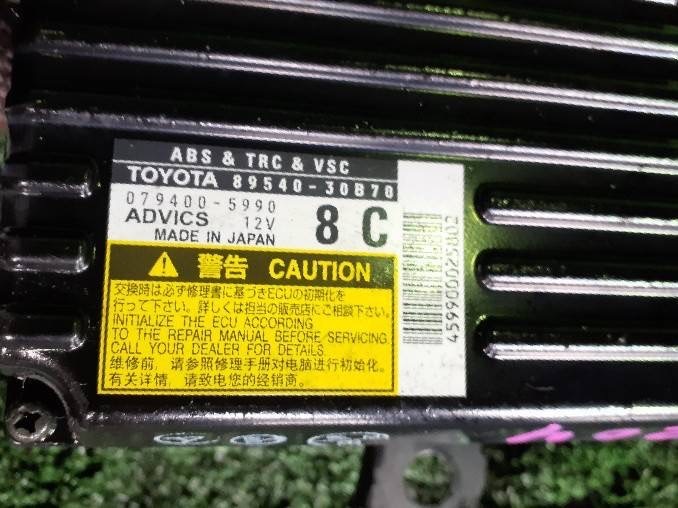 ABS & TRC & VSC
TOYOTA 89540-30B70
079400-5990
ADVICS 12V
MADE IN JAPAN
8 C
警告 CAUTION
交換時は必ず修理書に基づきECUの初期化を
行って下さい。詳しくは担当の販売店にご相談下さい。
INITIALIZE THE ECU ACCORDING
TO THE REPAIR MANUAL BEFORE SERVICING.
CALL YOUR DEALER FOR DETAILS.
维修前, 请参照修理手册对电脑进行初始化。
有关详情, 请致电您的经销商。
459900025802